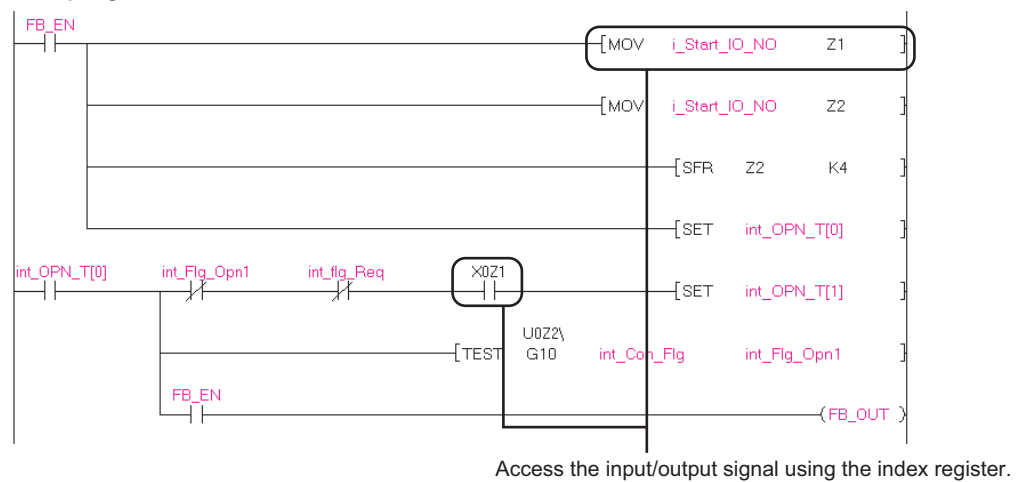 FB_EN
[MOV i_Start_IO_NO Z1 ]
[MOV i_Start_IO_NO Z2 ]
[SFR Z2 K4 ]
[SET int_OPN_T[0] ]
int_OPN_T[0] int_Flg_Opn1 int_flg_Req X0Z1
[SET int_OPN_T[1] ]
U0Z2\
[TEST G10 int_Con_Flg int_Flg_Opn1 ]
FB_EN
(FB_OUT )
Access the input/output signal using the index register.